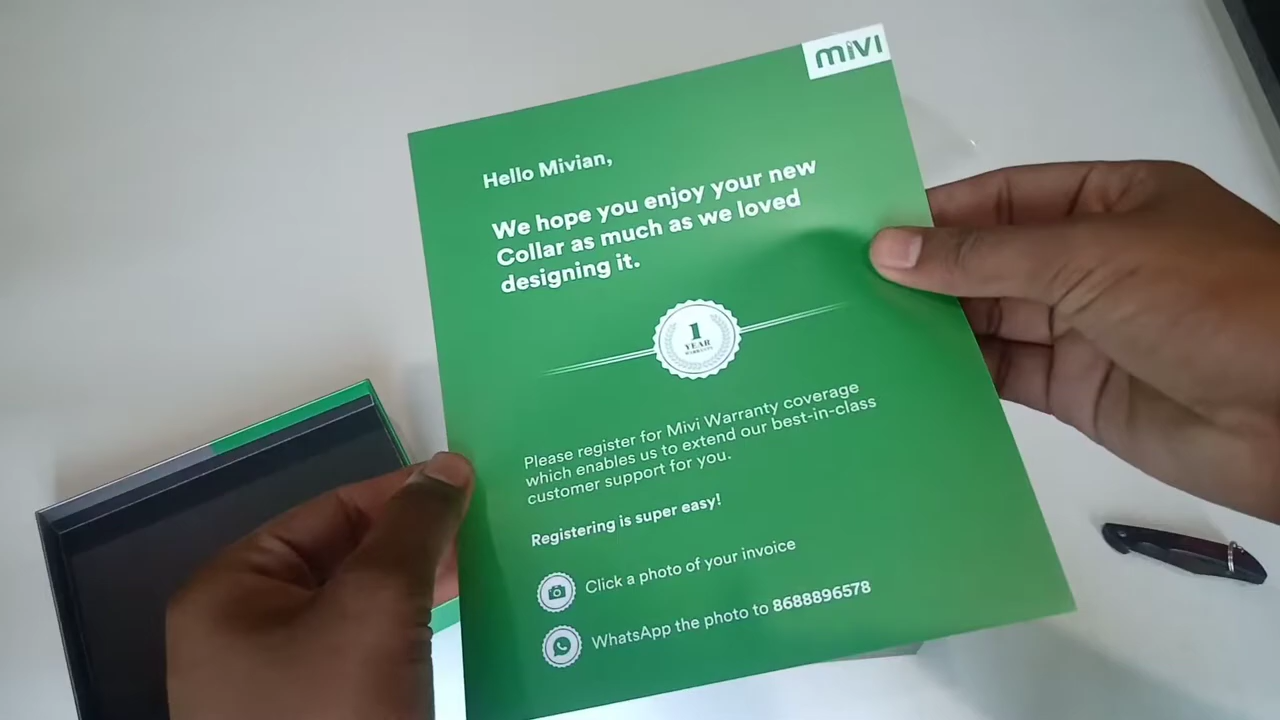 mivi
Hello Mivian,
We hope you enjoy your new
Collar as much as we loved
designing it.
1
YEAR
WARRANTY
Please register for Mivi Warranty coverage
which enables us to extend our best-in-class
customer support for you.
Registering is super easy!
Click a photo of your invoice
WhatsApp the photo to 8688896578